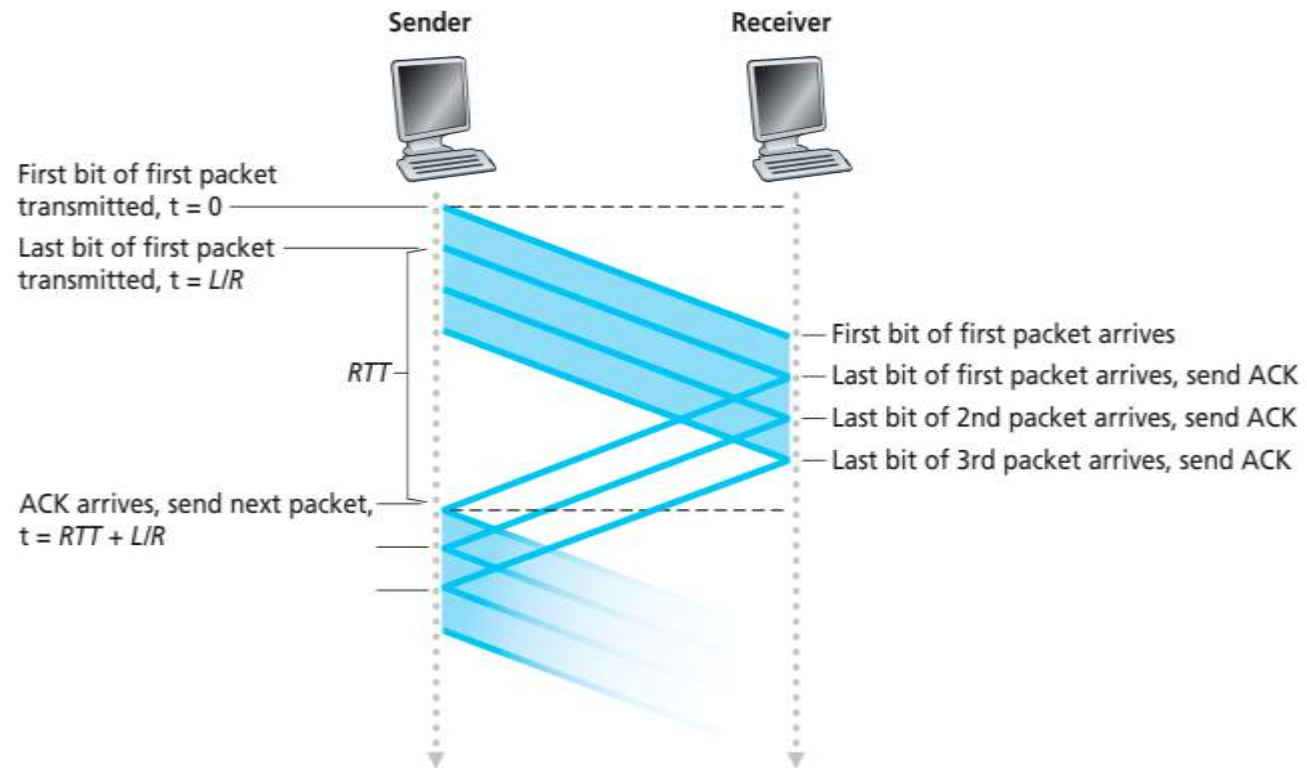 Sender
Receiver
First bit of first packet
transmitted, t = 0
Last bit of first packet
transmitted, t = L/R
First bit of first packet arrives
RTT
Last bit of first packet arrives, send ACK
Last bit of 2nd packet arrives, send ACK
Last bit of 3rd packet arrives, send ACK
ACK arrives, send next packet,
t = RTT + L/R